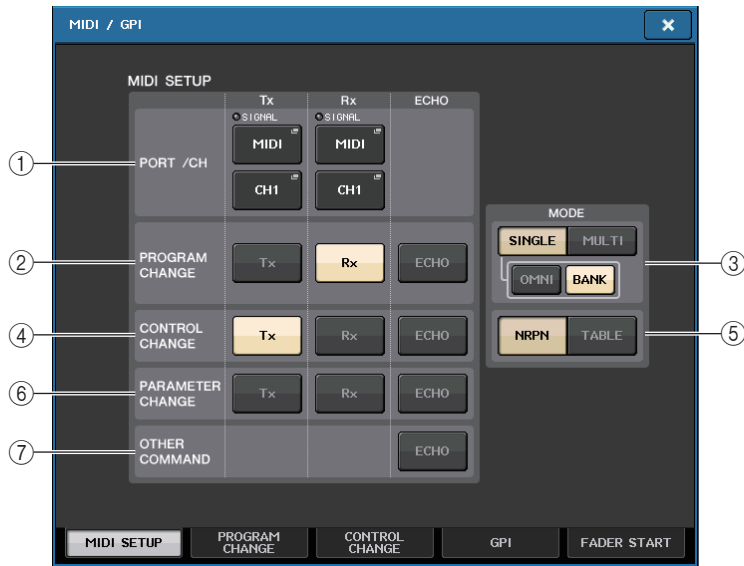 MIDI / GPI
MIDI SETUP
Tx Rx ECHO
SIGNAL SIGNAL
1 PORT /CH MIDI MIDI
CH1 CH1
MODE
SINGLE MULTI
2 PROGRAM CHANGE Tx Rx ECHO
OMNI BANK 3
4 CONTROL CHANGE Tx Rx ECHO
NRPN TABLE 5
6 PARAMETER CHANGE Tx Rx ECHO
7 OTHER COMMAND ECHO
MIDI SETUP PROGRAM CHANGE CONTROL CHANGE GPI FADER START